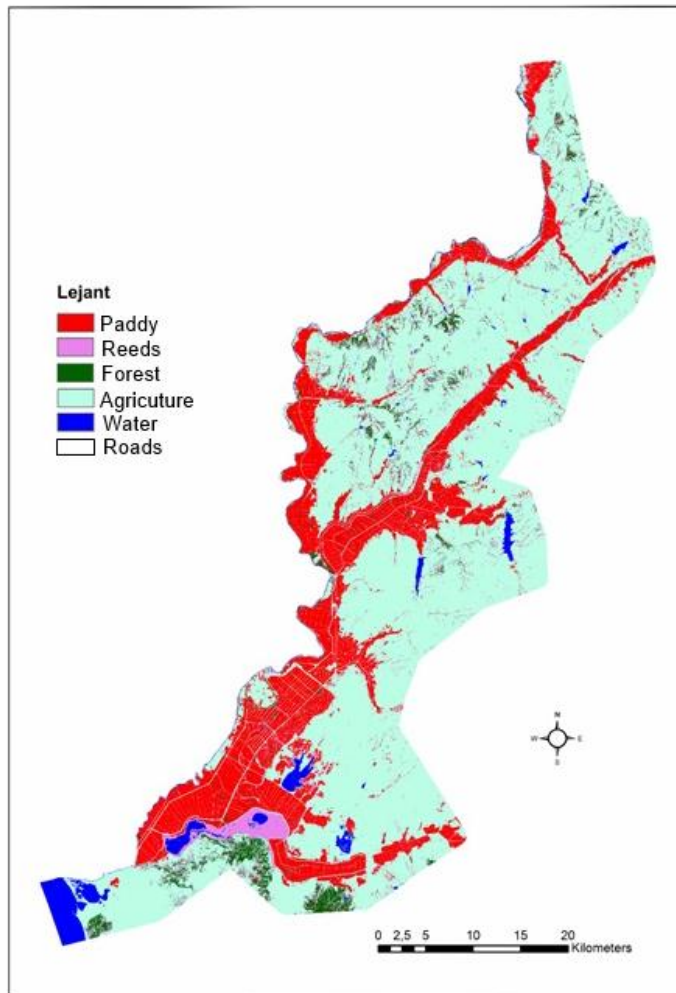 Lejant
Paddy
Reeds
Forest
Agricuture
Water
Roads
N
W E
S
0 2,5 5 10 15 20
Kilometers